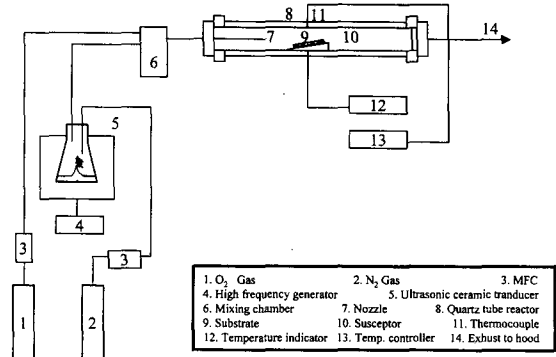 8 11
7 9 10
14
6
12
5
13
4
3
3
1
2
1. O₂ Gas 2. N₂ Gas 3. MFC
4. High frequency generator 5. Ultrasonic ceramic tranducer
6. Mixing chamber 7. Nozzle 8. Quartz tube reactor
9. Substrate 10. Susceptor 11. Thermocouple
12. Temperature indicator 13. Temp. controller 14. Exhust to hood